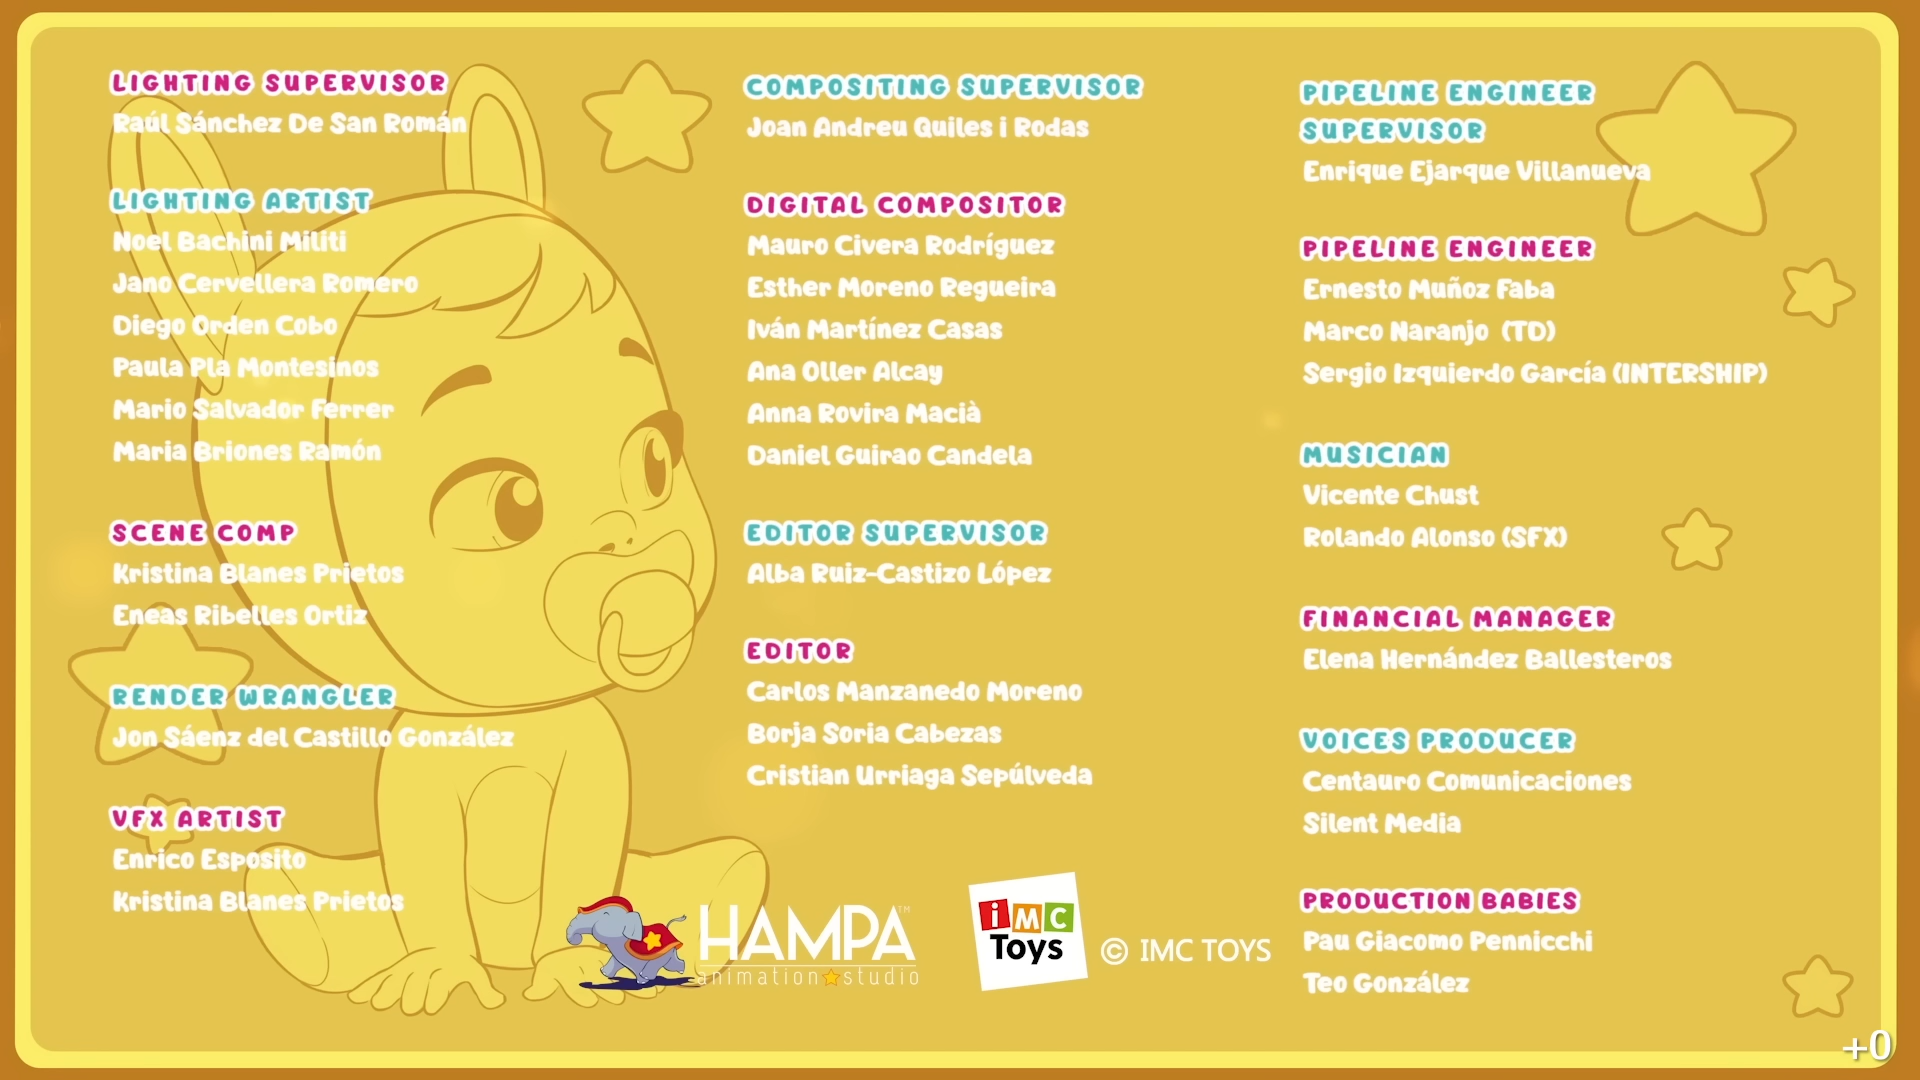 LIGHTING SUPERVISOR
Raúl Sánchez De San Román
LIGHTING ARTIST
Noel Bachini Militi
Jano Cervellera Romero
Diego Orden Cobo
Paula Pla Montesinos
Mario Salvador Ferrer
Maria Briones Ramón
SCENE COMP
Kristina Blanes Prietos
Eneas Ribelles Ortiz
RENDER WRANGLER
Jon Sáenz del Castillo González
VFX ARTIST
Enrico Esposito
Kristina Blanes Prietos
COMPOSITING SUPERVISOR
Joan Andreu Quiles i Rodas
DIGITAL COMPOSITOR
Mauro Civera Rodríguez
Esther Moreno Regueira
Iván Martínez Casas
Ana Oller Alcay
Anna Rovira Macià
Daniel Guirao Candela
EDITOR SUPERVISOR
Alba Ruiz-Castizo López
EDITOR
Carlos Manzanedo Moreno
Borja Soria Cabezas
Cristian Urriaga Sepúlveda
HAMPA™
animation studio
iMC
Toys
© IMC TOYS
PIPELINE ENGINEER
SUPERVISOR
Enrique Ejarque Villanueva
PIPELINE ENGINEER
Ernesto Muñoz Faba
Marco Naranjo (TD)
Sergio Izquierdo García (INTERSHIP)
MUSICIAN
Vicente Chust
Rolando Alonso (SFX)
FINANCIAL MANAGER
Elena Hernández Ballesteros
VOICES PRODUCER
Centauro Comunicaciones
Silent Media
PRODUCTION BABIES
Pau Giacomo Pennicchi
Teo González
+0